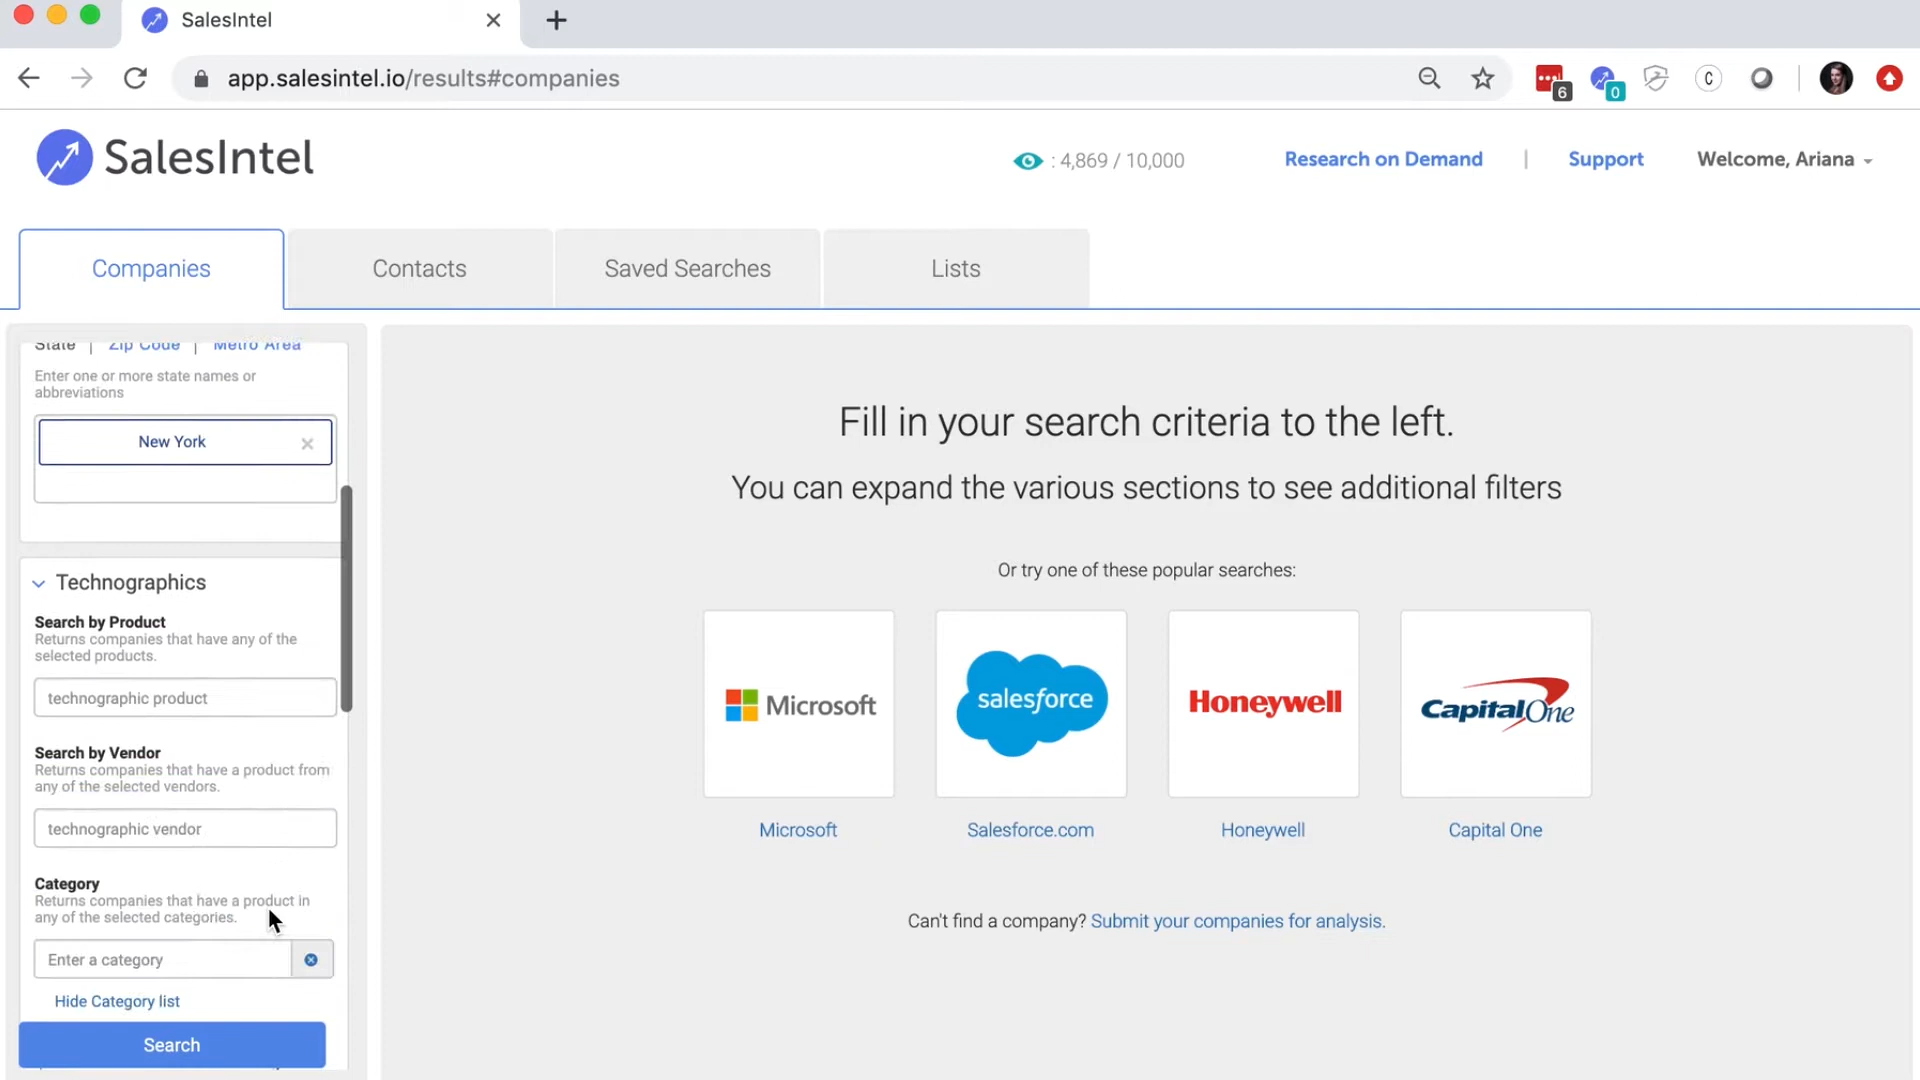 SalesIntel
app.salesintel.io/results#companies
6
0
C
SalesIntel
: 4,869 / 10,000
Research on Demand | Support
Welcome, Ariana
Companies
Contacts
Saved Searches
Lists
State | Zip Code | Metro Area
Enter one or more state names or
abbreviations
New York
Technographics
Search by Product
Returns companies that have any of the
selected products.
technographic product
Search by Vendor
Returns companies that have a product from
any of the selected vendors.
technographic vendor
Category
Returns companies that have a product in
any of the selected categories.
Enter a category
Hide Category list
Search
Fill in your search criteria to the left.
You can expand the various sections to see additional filters
Or try one of these popular searches:
Microsoft
salesforce
Honeywell
Capital One
Microsoft
Salesforce.com
Honeywell
Capital One
Can't find a company? Submit your companies for analysis.